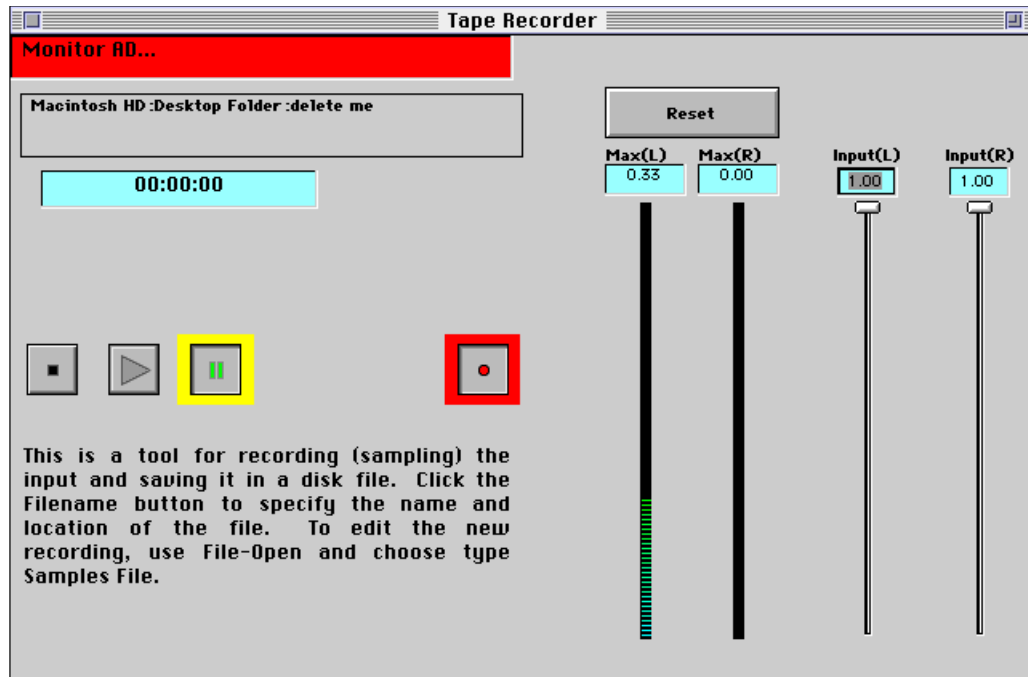 Tape Recorder
Monitor AD...
Macintosh HD:Desktop Folder:delete me
Reset
Max(L) Max(R) Input(L) Input(R)
0.33 0.00 1.00 1.00
00:00:00
This is a tool for recording (sampling) the
input and saving it in a disk file. Click the
Filename button to specify the name and
location of the file. To edit the new
recording, use File-Open and choose type
Samples File.